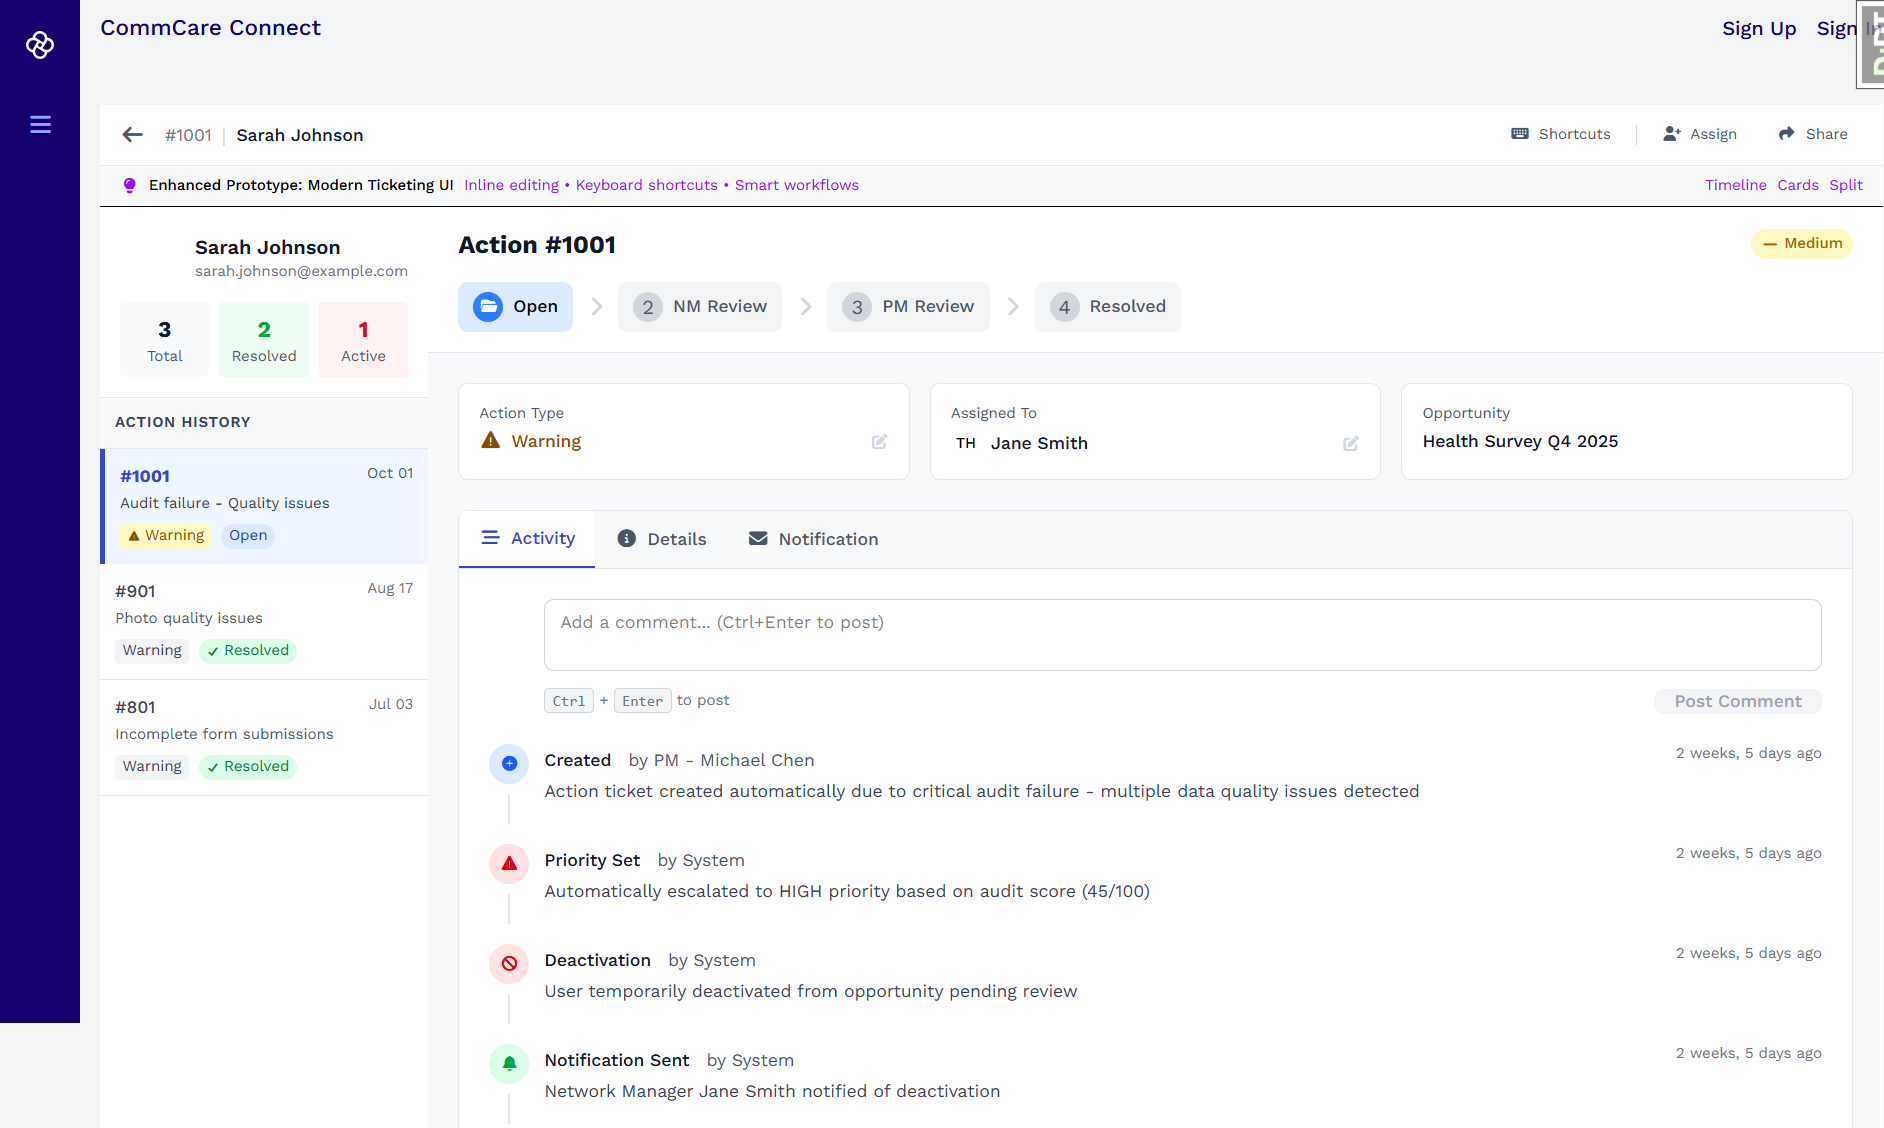 CommCare Connect
Sign Up Sign In
#1001 Sarah Johnson
Shortcuts Assign Share
Enhanced Prototype: Modern Ticketing UI Inline editing • Keyboard shortcuts • Smart workflows
Timeline Cards Split
Sarah Johnson
sarah.johnson@example.com
3 2 1
Total Resolved Active
ACTION HISTORY
#1001 Oct 01
Audit failure - Quality issues
Warning Open
#901 Aug 17
Photo quality issues
Warning Resolved
#801 Jul 03
Incomplete form submissions
Warning Resolved
Action #1001
Medium
Open 2 NM Review 3 PM Review 4 Resolved
Action Type
Warning
Assigned To
TH Jane Smith
Opportunity
Health Survey Q4 2025
Activity Details Notification
Add a comment... (Ctrl+Enter to post)
Ctrl + Enter to post
Post Comment
Created by PM - Michael Chen 2 weeks, 5 days ago
Action ticket created automatically due to critical audit failure - multiple data quality issues detected
Priority Set by System 2 weeks, 5 days ago
Automatically escalated to HIGH priority based on audit score (45/100)
Deactivation by System 2 weeks, 5 days ago
User temporarily deactivated from opportunity pending review
Notification Sent by System 2 weeks, 5 days ago
Network Manager Jane Smith notified of deactivation